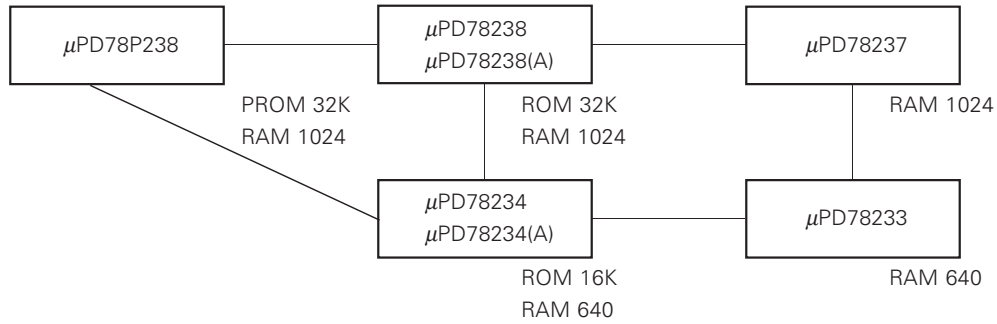 μPD78P238
PROM 32K
RAM 1024
μPD78238
μPD78238(A)
ROM 32K
RAM 1024
μPD78237
RAM 1024
μPD78234
μPD78234(A)
ROM 16K
RAM 640
μPD78233
RAM 640